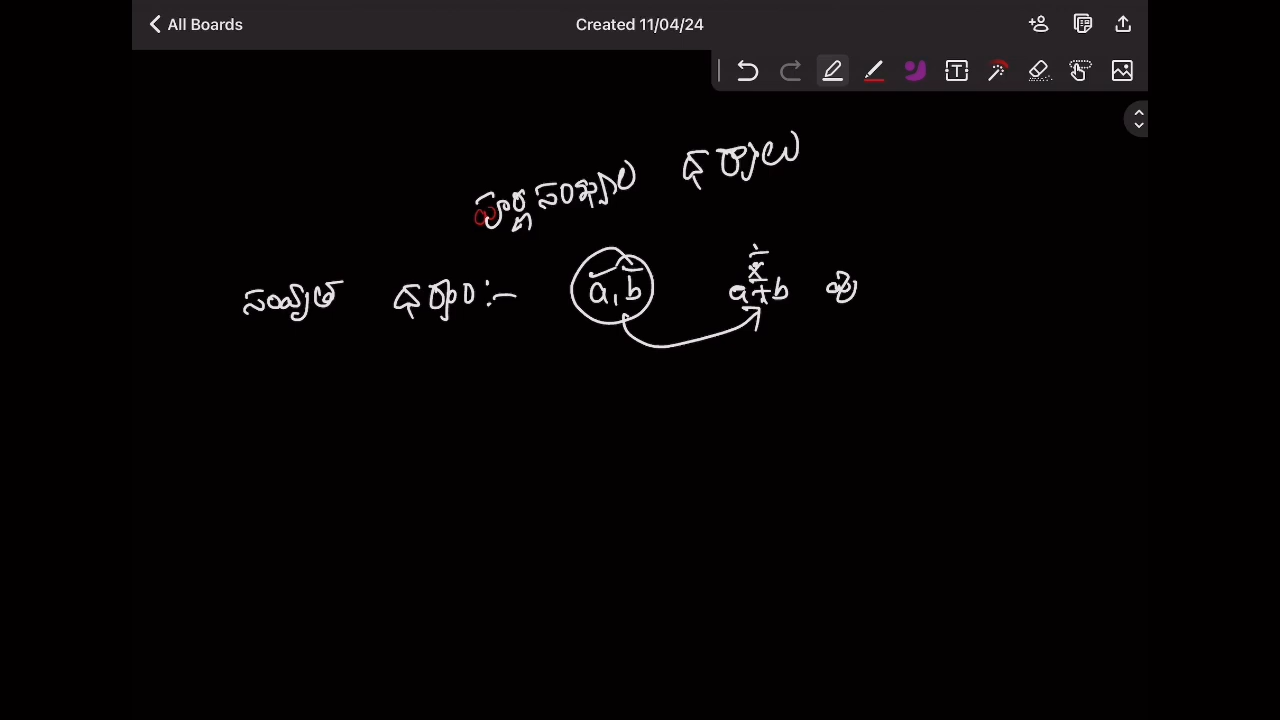 All Boards Created 11/04/24
పూర్ణసంఖ్యల ధర్మాలు
సంవృత ధర్మం :- a, b a + b పూ
÷
×
-